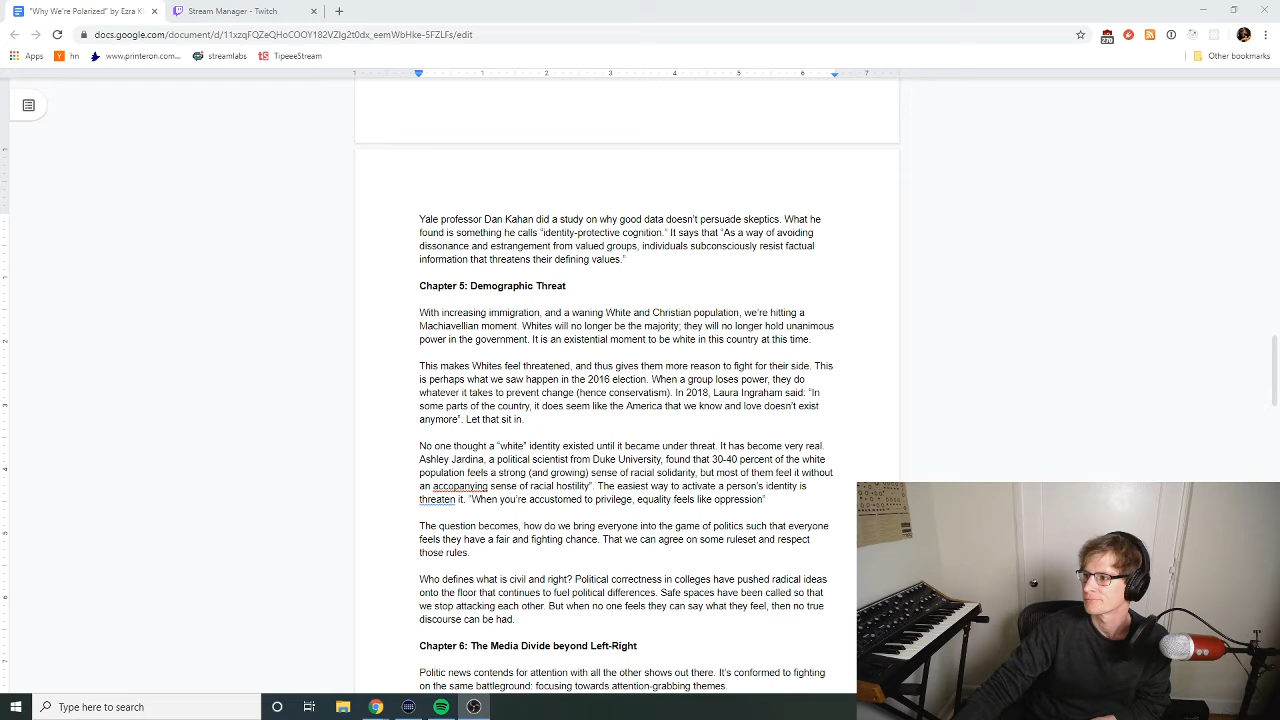 "Why We're Polarized" by Ezra Kl
Stream Manager - Twitch
docs.google.com/document/d/11xzqFQZeQHoCOOY182VZIg2t0dx_eemWbHke-5FZLFs/edit
Apps
hn
www.printeron.com...
streamlabs
TipeeeStream
Other bookmarks
1 1 2 3 4 5 6 7
Yale professor Dan Kahan did a study on why good data doesn't persuade skeptics. What he
found is something he calls "identity-protective cognition." It says that "As a way of avoiding
dissonance and estrangement from valued groups, individuals subconsciously resist factual
information that threatens their defining values."
Chapter 5: Demographic Threat
With increasing immigration, and a waning White and Christian population, we're hitting a
Machiavellian moment. Whites will no longer be the majority; they will no longer hold unanimous
power in the government. It is an existential moment to be white in this country at this time.
This makes Whites feel threatened, and thus gives them more reason to fight for their side. This
is perhaps what we saw happen in the 2016 election. When a group loses power, they do
whatever it takes to prevent change (hence conservatism). In 2018, Laura Ingraham said: "In
some parts of the country, it does seem like the America that we know and love doesn't exist
anymore". Let that sit in.
No one thought a "white" identity existed until it became under threat. It has become very real.
Ashley Jardina, a political scientist from Duke University, found that 30-40 percent of the white
population feels a strong (and growing) sense of racial solidarity, but most of them feel it without
an accopanying sense of racial hostility". The easiest way to activate a person's identity is
threaten it. "When you're accustomed to privilege, equality feels like oppression"
The question becomes, how do we bring everyone into the game of politics such that everyone
feels they have a fair and fighting chance. That we can agree on some ruleset and respect
those rules.
Who defines what is civil and right? Political correctness in colleges have pushed radical ideas
onto the floor that continues to fuel political differences. Safe spaces have been called so that
we stop attacking each other. But when no one feels they can say what they feel, then no true
discourse can be had.
Chapter 6: The Media Divide beyond Left-Right
Politic news contends for attention with all the other shows out there. It's conformed to fighting
on the same battleground: focusing towards attention-grabbing themes.
Type here to search